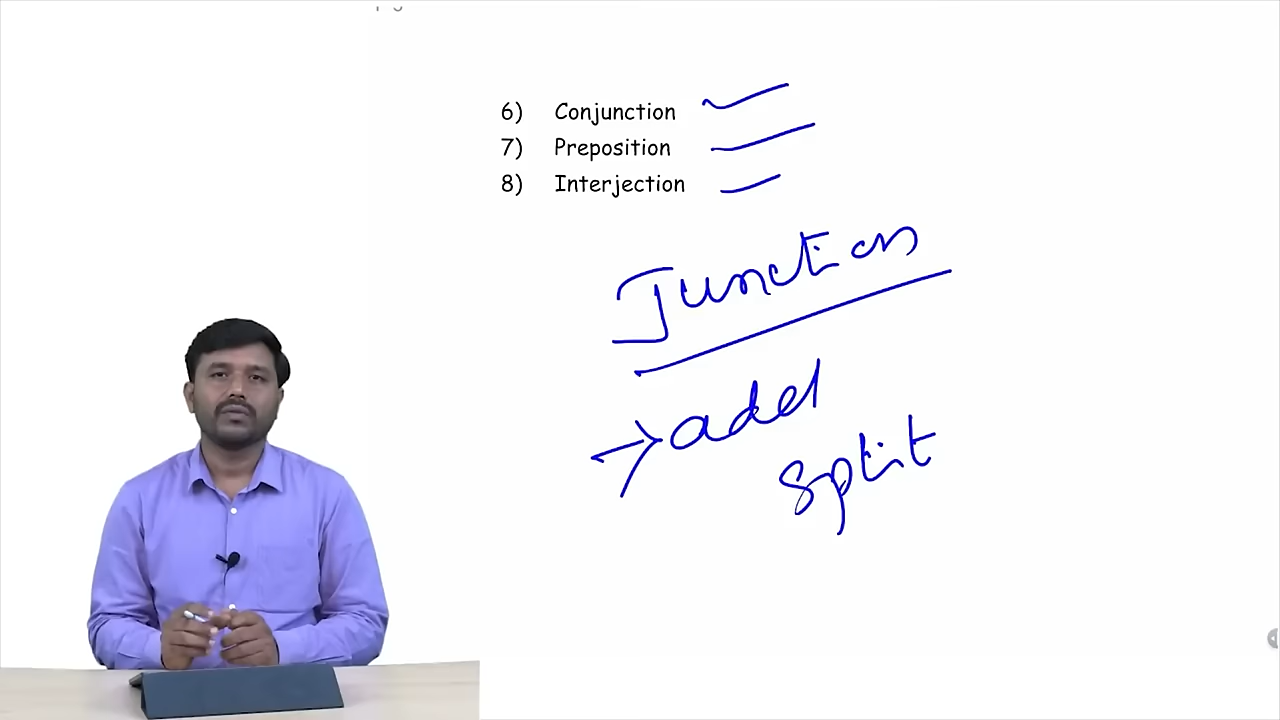 6) Conjunction
7) Preposition
8) Interjection
Junction
add
split